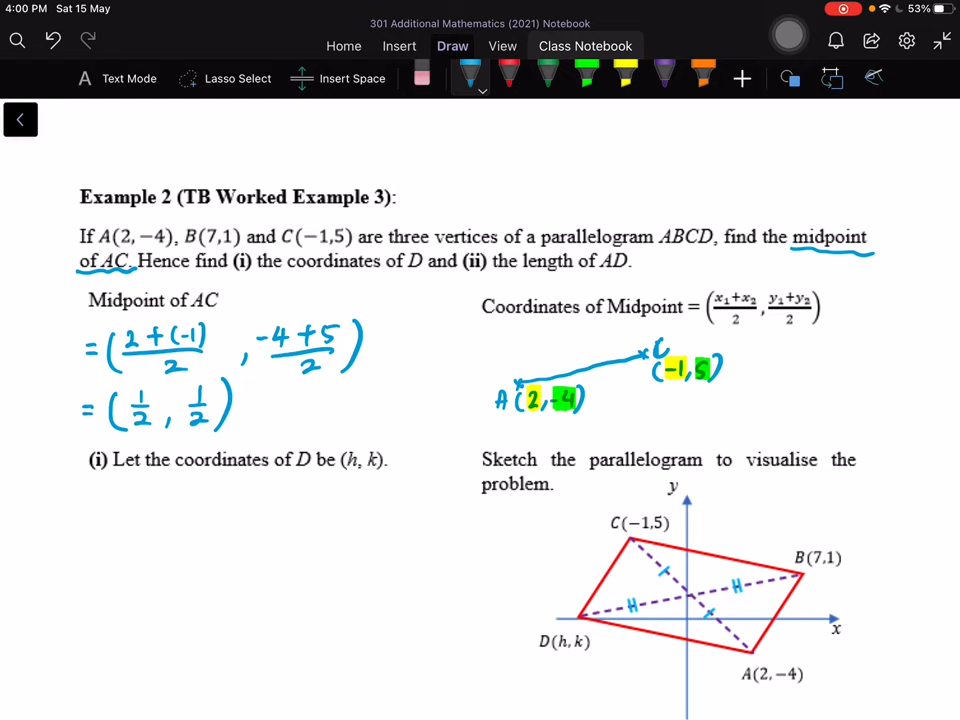 4:00 PM Sat 15 May
301 Additional Mathematics (2021) Notebook
53%
Home Insert Draw View Class Notebook
A Text Mode Lasso Select Insert Space
Example 2 (TB Worked Example 3):
If A(2, −4), B(7,1) and C(−1,5) are three vertices of a parallelogram ABCD, find the midpoint
of AC. Hence find (i) the coordinates of D and (ii) the length of AD.
Midpoint of AC
= (2+(-1)/2 , -4+5/2)
= (1/2 , 1/2)
Coordinates of Midpoint = (x₁+x₂/2 , y₁+y₂/2)
C
(-1,5)
A (2,-4)
(i) Let the coordinates of D be (h, k).
Sketch the parallelogram to visualise the
problem.
y
C(−1,5)
B(7,1)
x
D(h, k)
A(2,−4)